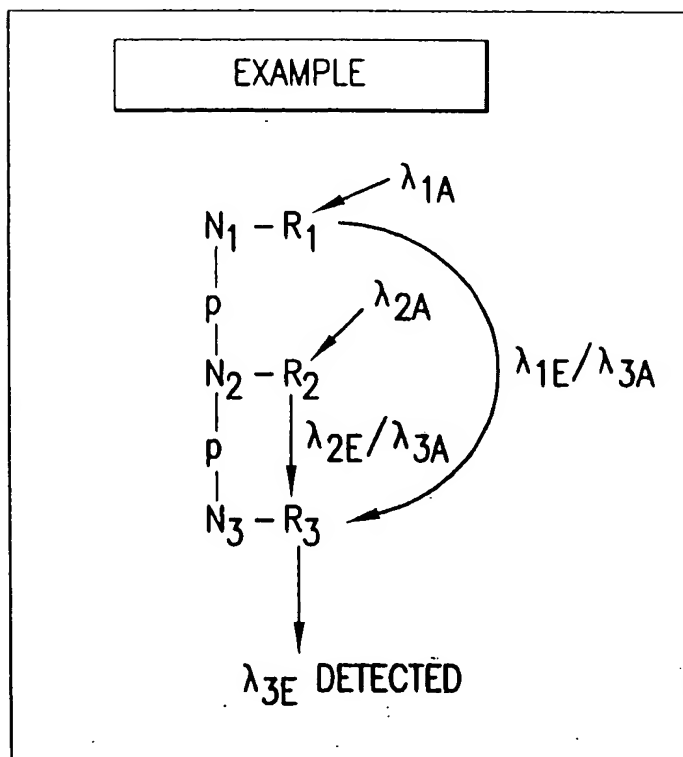 EXAMPLE
λ1A
N1 – R1
p
λ2A
N2 – R2
λ1E/λ3A
λ2E/λ3A
p
N3 – R3
λ3E DETECTED